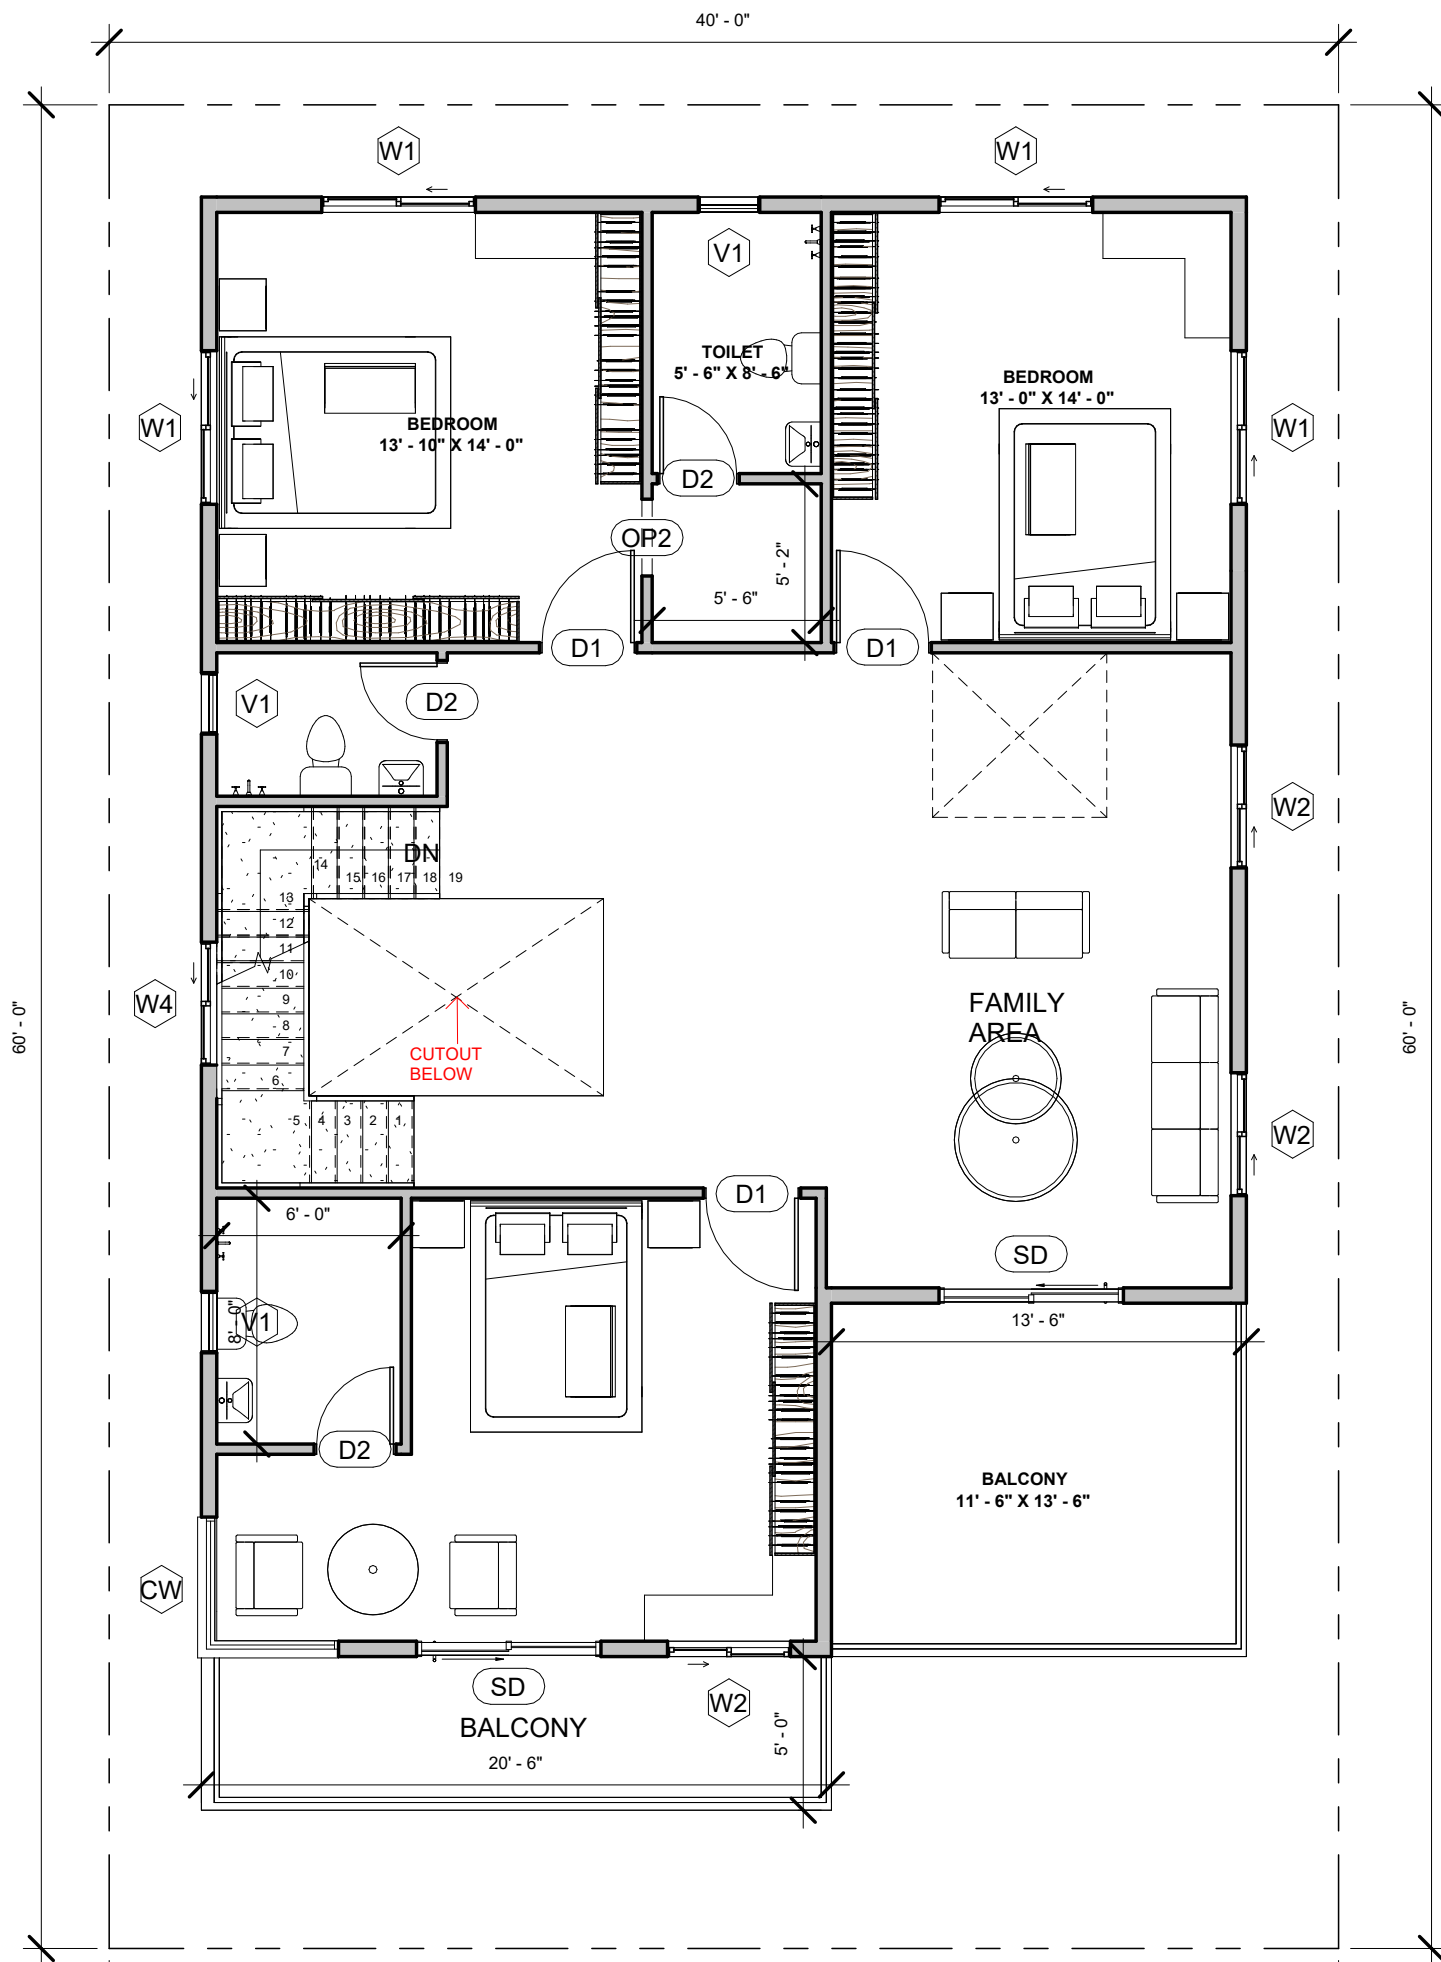 40' - 0"
W1
W1
V1
TOILET
5' - 6" X 8' - 6"
BEDROOM
13' - 0" X 14' - 0"
BEDROOM
13' - 10" X 14' - 0"
W1
W1
D2
OP2
5' - 2"
5' - 6"
D1
D1
V1
D2
W2
DN
14
15
16
17
18
19
13
12
11
10
9
8
7
6
5
4
3
2
1
W4
60' - 0"
60' - 0"
FAMILY
AREA
CUTOUT
BELOW
W2
D1
6' - 0"
SD
13' - 6"
8' - 0"
V1
D2
BALCONY
11' - 6" X 13' - 6"
CW
SD
W2
BALCONY
5' - 0"
20' - 6"